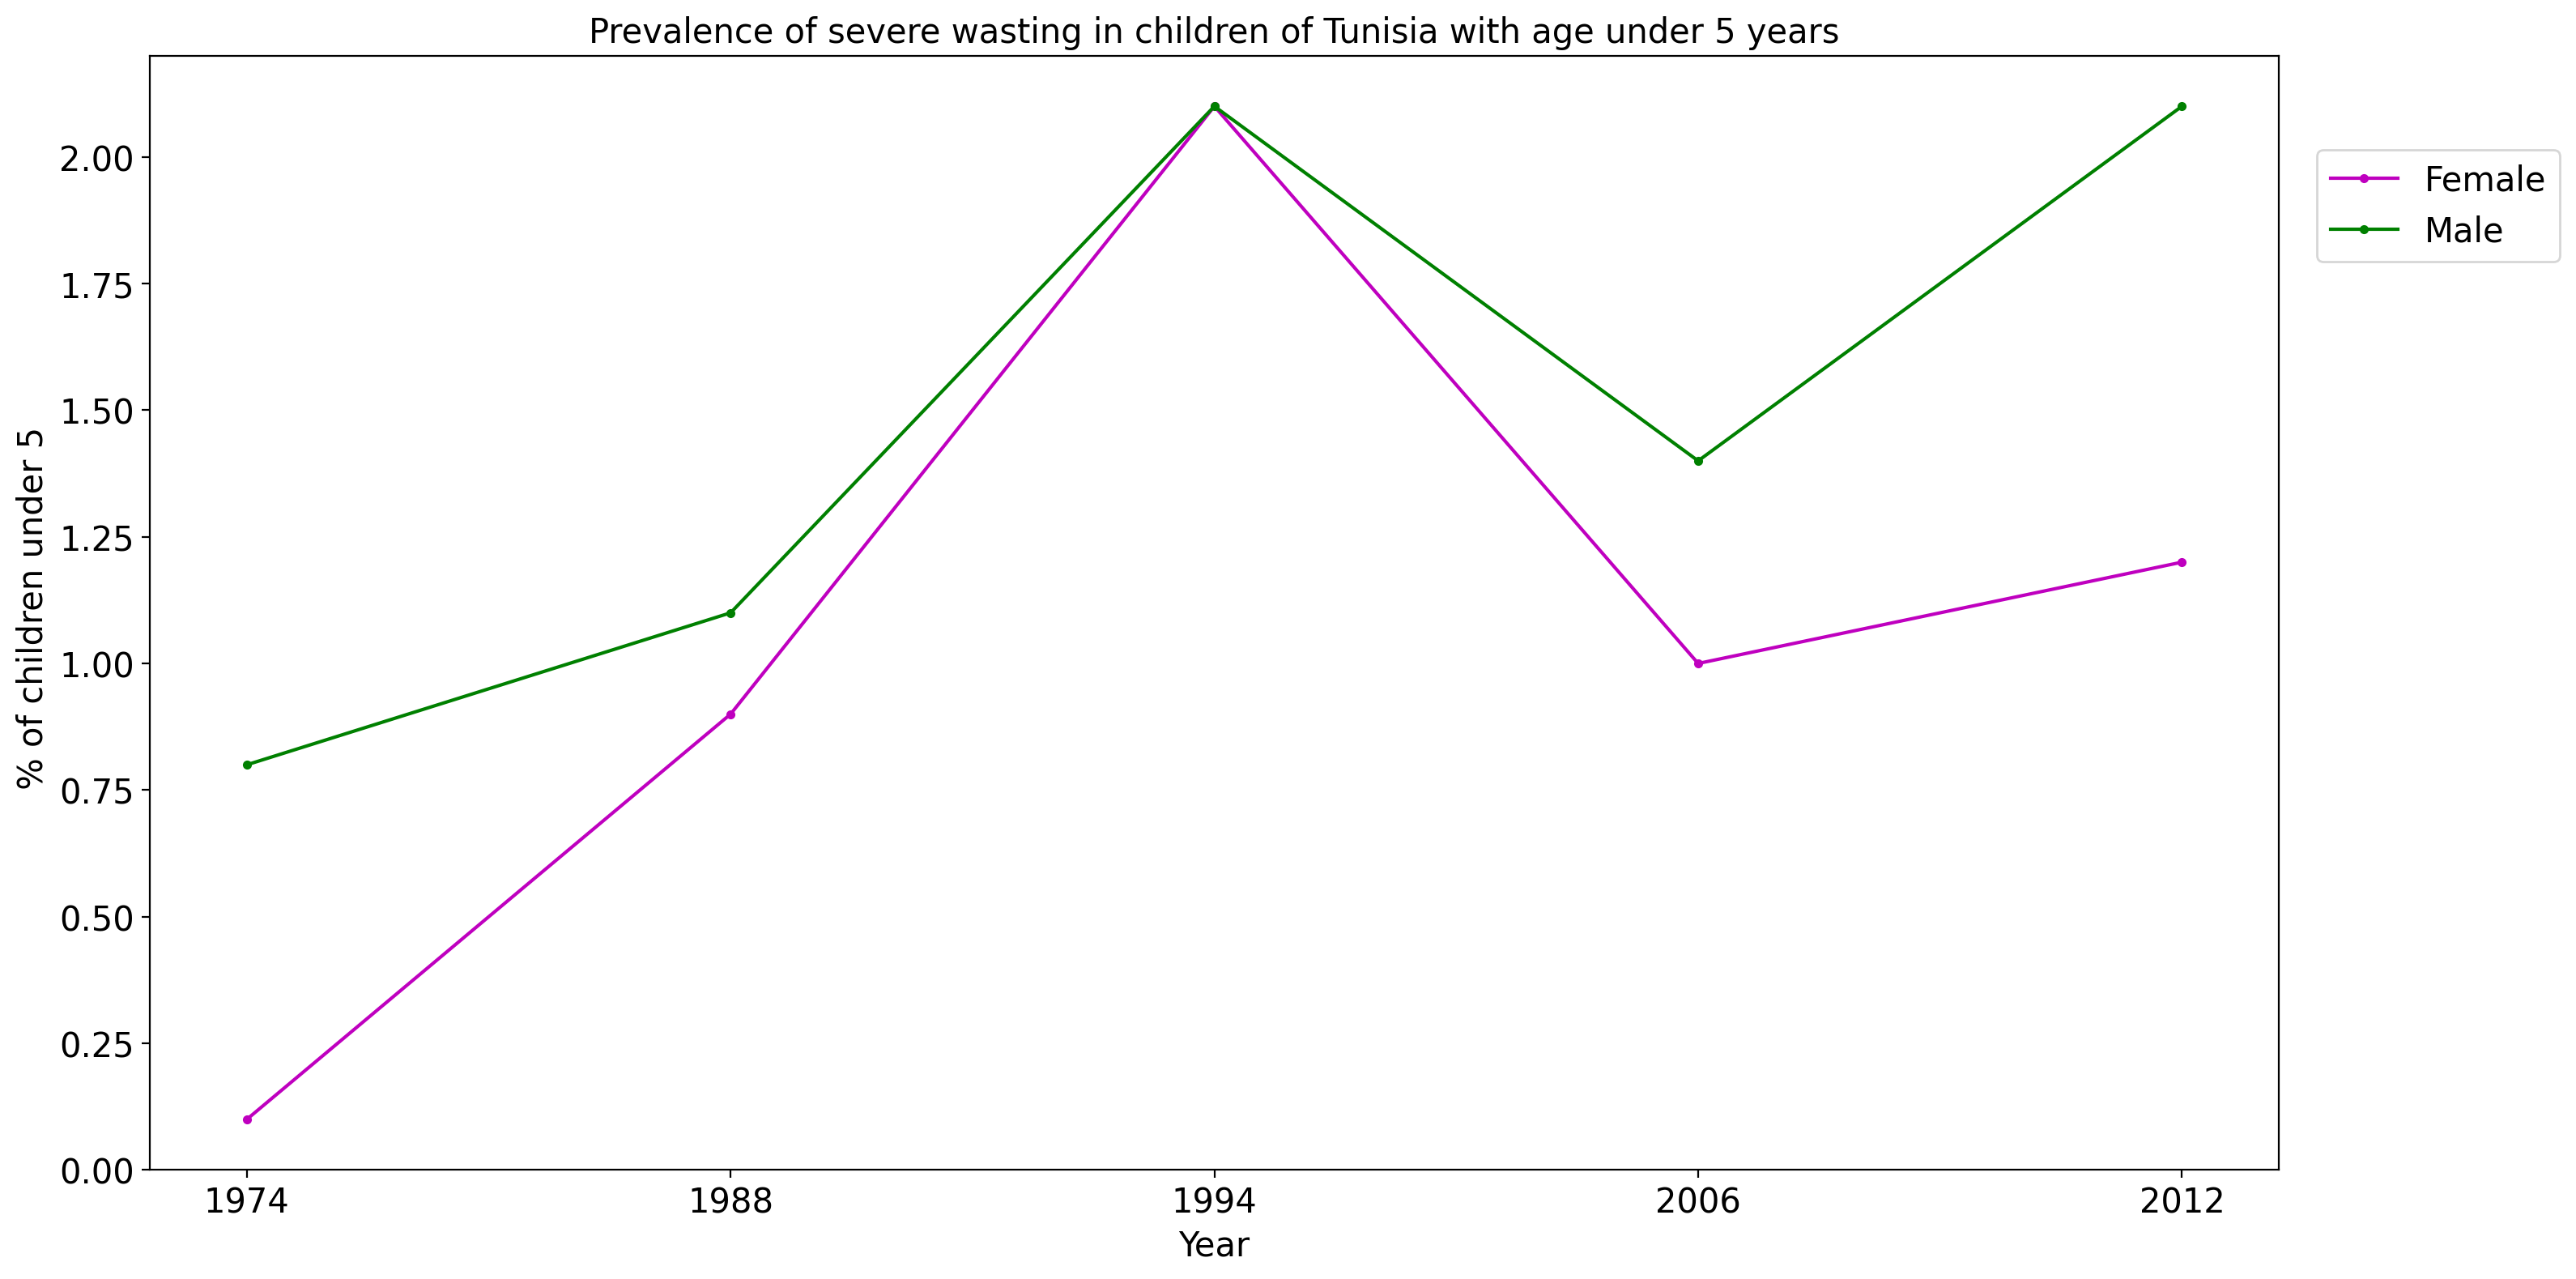 Prevalence of severe wasting in children of Tunisia with age under 5 years
% of children under 5
2.00
1.75
1.50
1.25
1.00
0.75
0.50
0.25
0.00
1974 1988 1994 2006 2012
Year
Female
Male